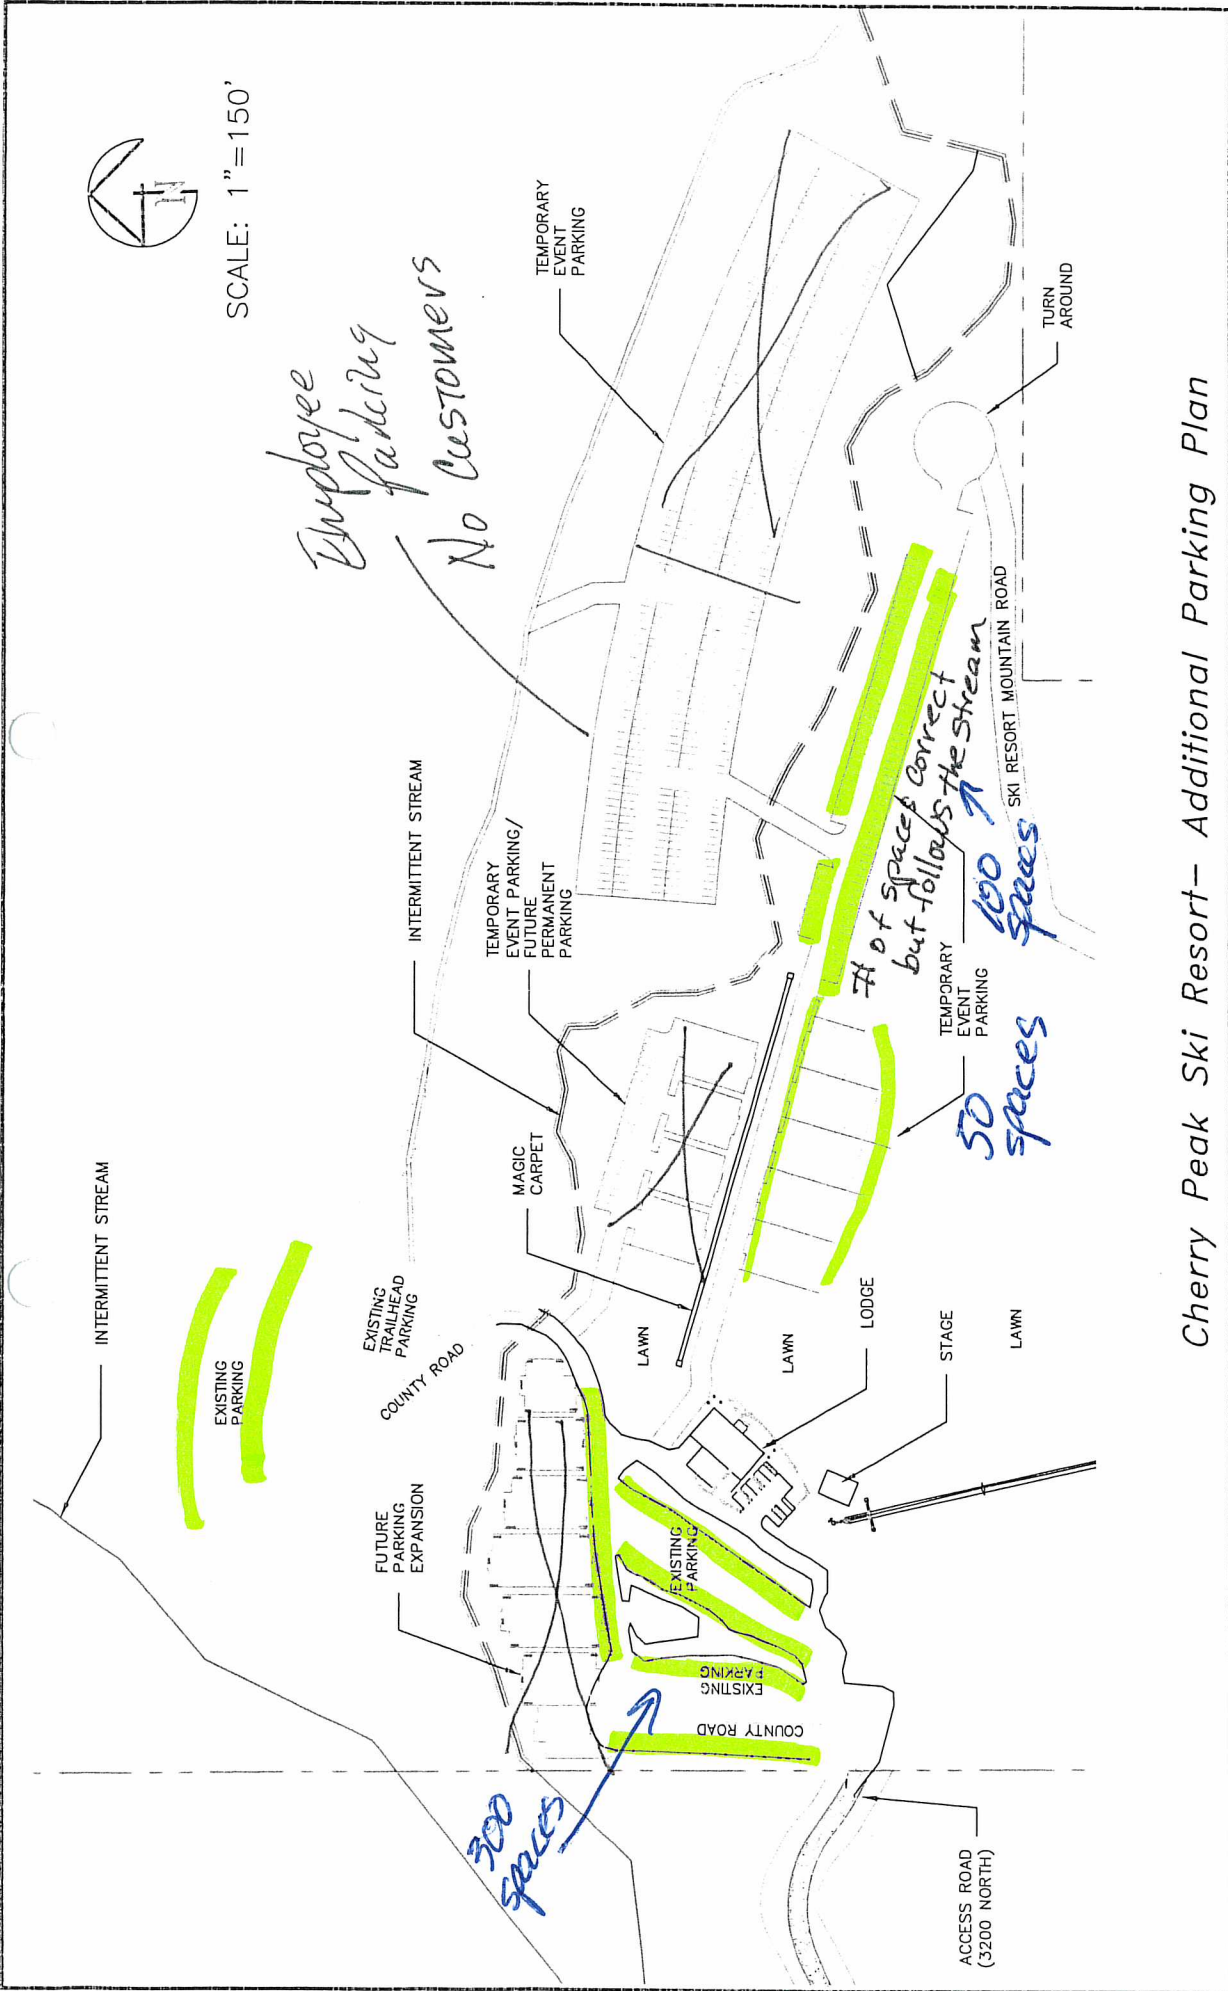 SCALE: 1"=150'
Employee
Parking
No Customers
TEMPORARY
EVENT
PARKING
TURN
AROUND
INTERMITTENT STREAM
TEMPORARY
EVENT PARKING/
FUTURE
PERMANENT
PARKING
MAGIC
CARPET
# of spaces correct
but follows the stream
100
spaces
SKI RESORT MOUNTAIN ROAD
TEMPORARY
EVENT
PARKING
50
spaces
INTERMITTENT STREAM
EXISTING
PARKING
EXISTING
TRAILHEAD
PARKING
COUNTY ROAD
LAWN
LAWN
LODGE
STAGE
LAWN
FUTURE
PARKING
EXPANSION
EXISTING
PARKING
EXISTING
PARKING
COUNTY ROAD
300
spaces
ACCESS ROAD
(3200 NORTH)
N
Cherry Peak Ski Resort- Additional Parking Plan